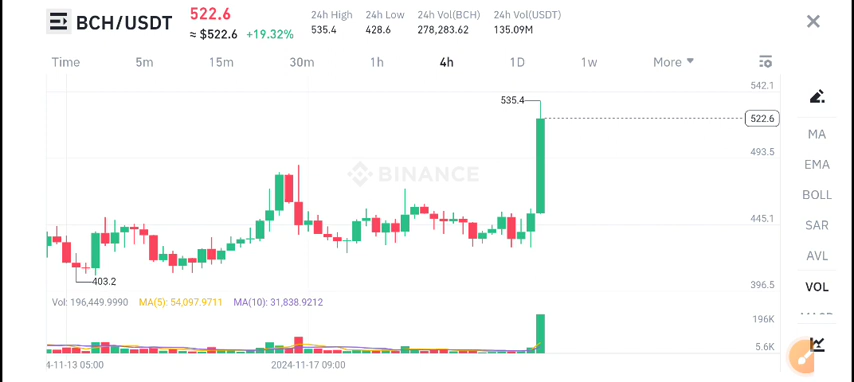 BCH/USDT
522.6
≈ $522.6 +19.32%
24h High 24h Low 24h Vol(BCH) 24h Vol(USDT)
535.4 428.6 278,283.62 135.09M
Time 5m 15m 30m 1h 4h 1D 1w More
542.1
535.4
522.6
493.5
BINANCE
445.1
403.2
396.5
MA
EMA
BOLL
SAR
AVL
VOL
Vol: 196,449.9990 MA(5): 54,097.9711 MA(10): 31,838.9212
196K
5.6K
4-11-13 05:00 2024-11-17 09:00